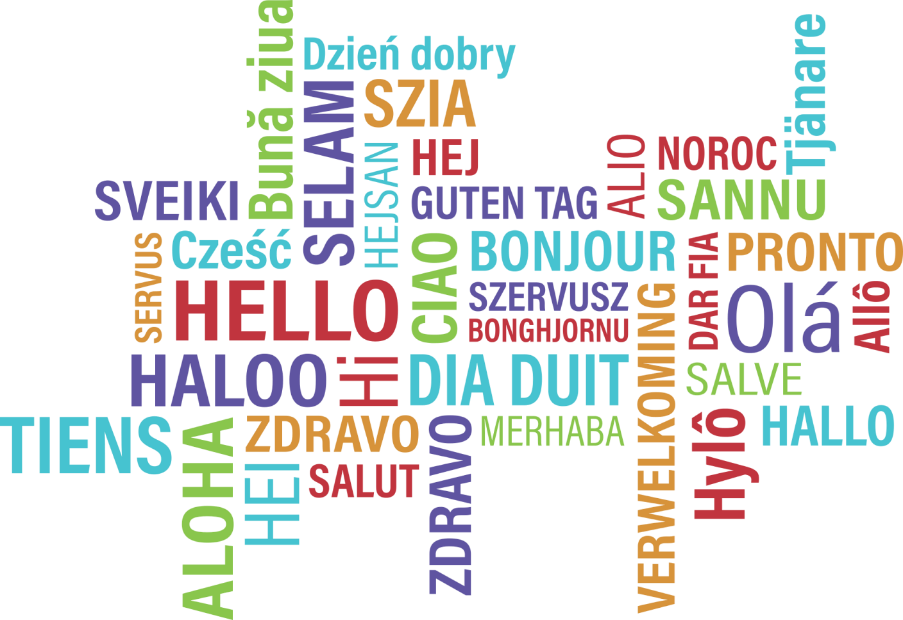 Bună ziua
Dzień dobry
Tjänare
SELAM
SZIA
HEJ
HEJSAN
ALIO
NOROC
SVEIKI
GUTEN TAG
SANNU
SERVUS
Cześć
CIAO
BONJOUR
DAR FIA
PRONTO
HELLO
SZERVUSZ
BONGHJORNU
VERWELKOMING
Olá
Allô
HALOO
Hi
DIA DUIT
SALVE
TIENS
ALOHA
ZDRAVO
ZDRAVO
MERHABA
Hylô
HALLO
HEI
SALUT